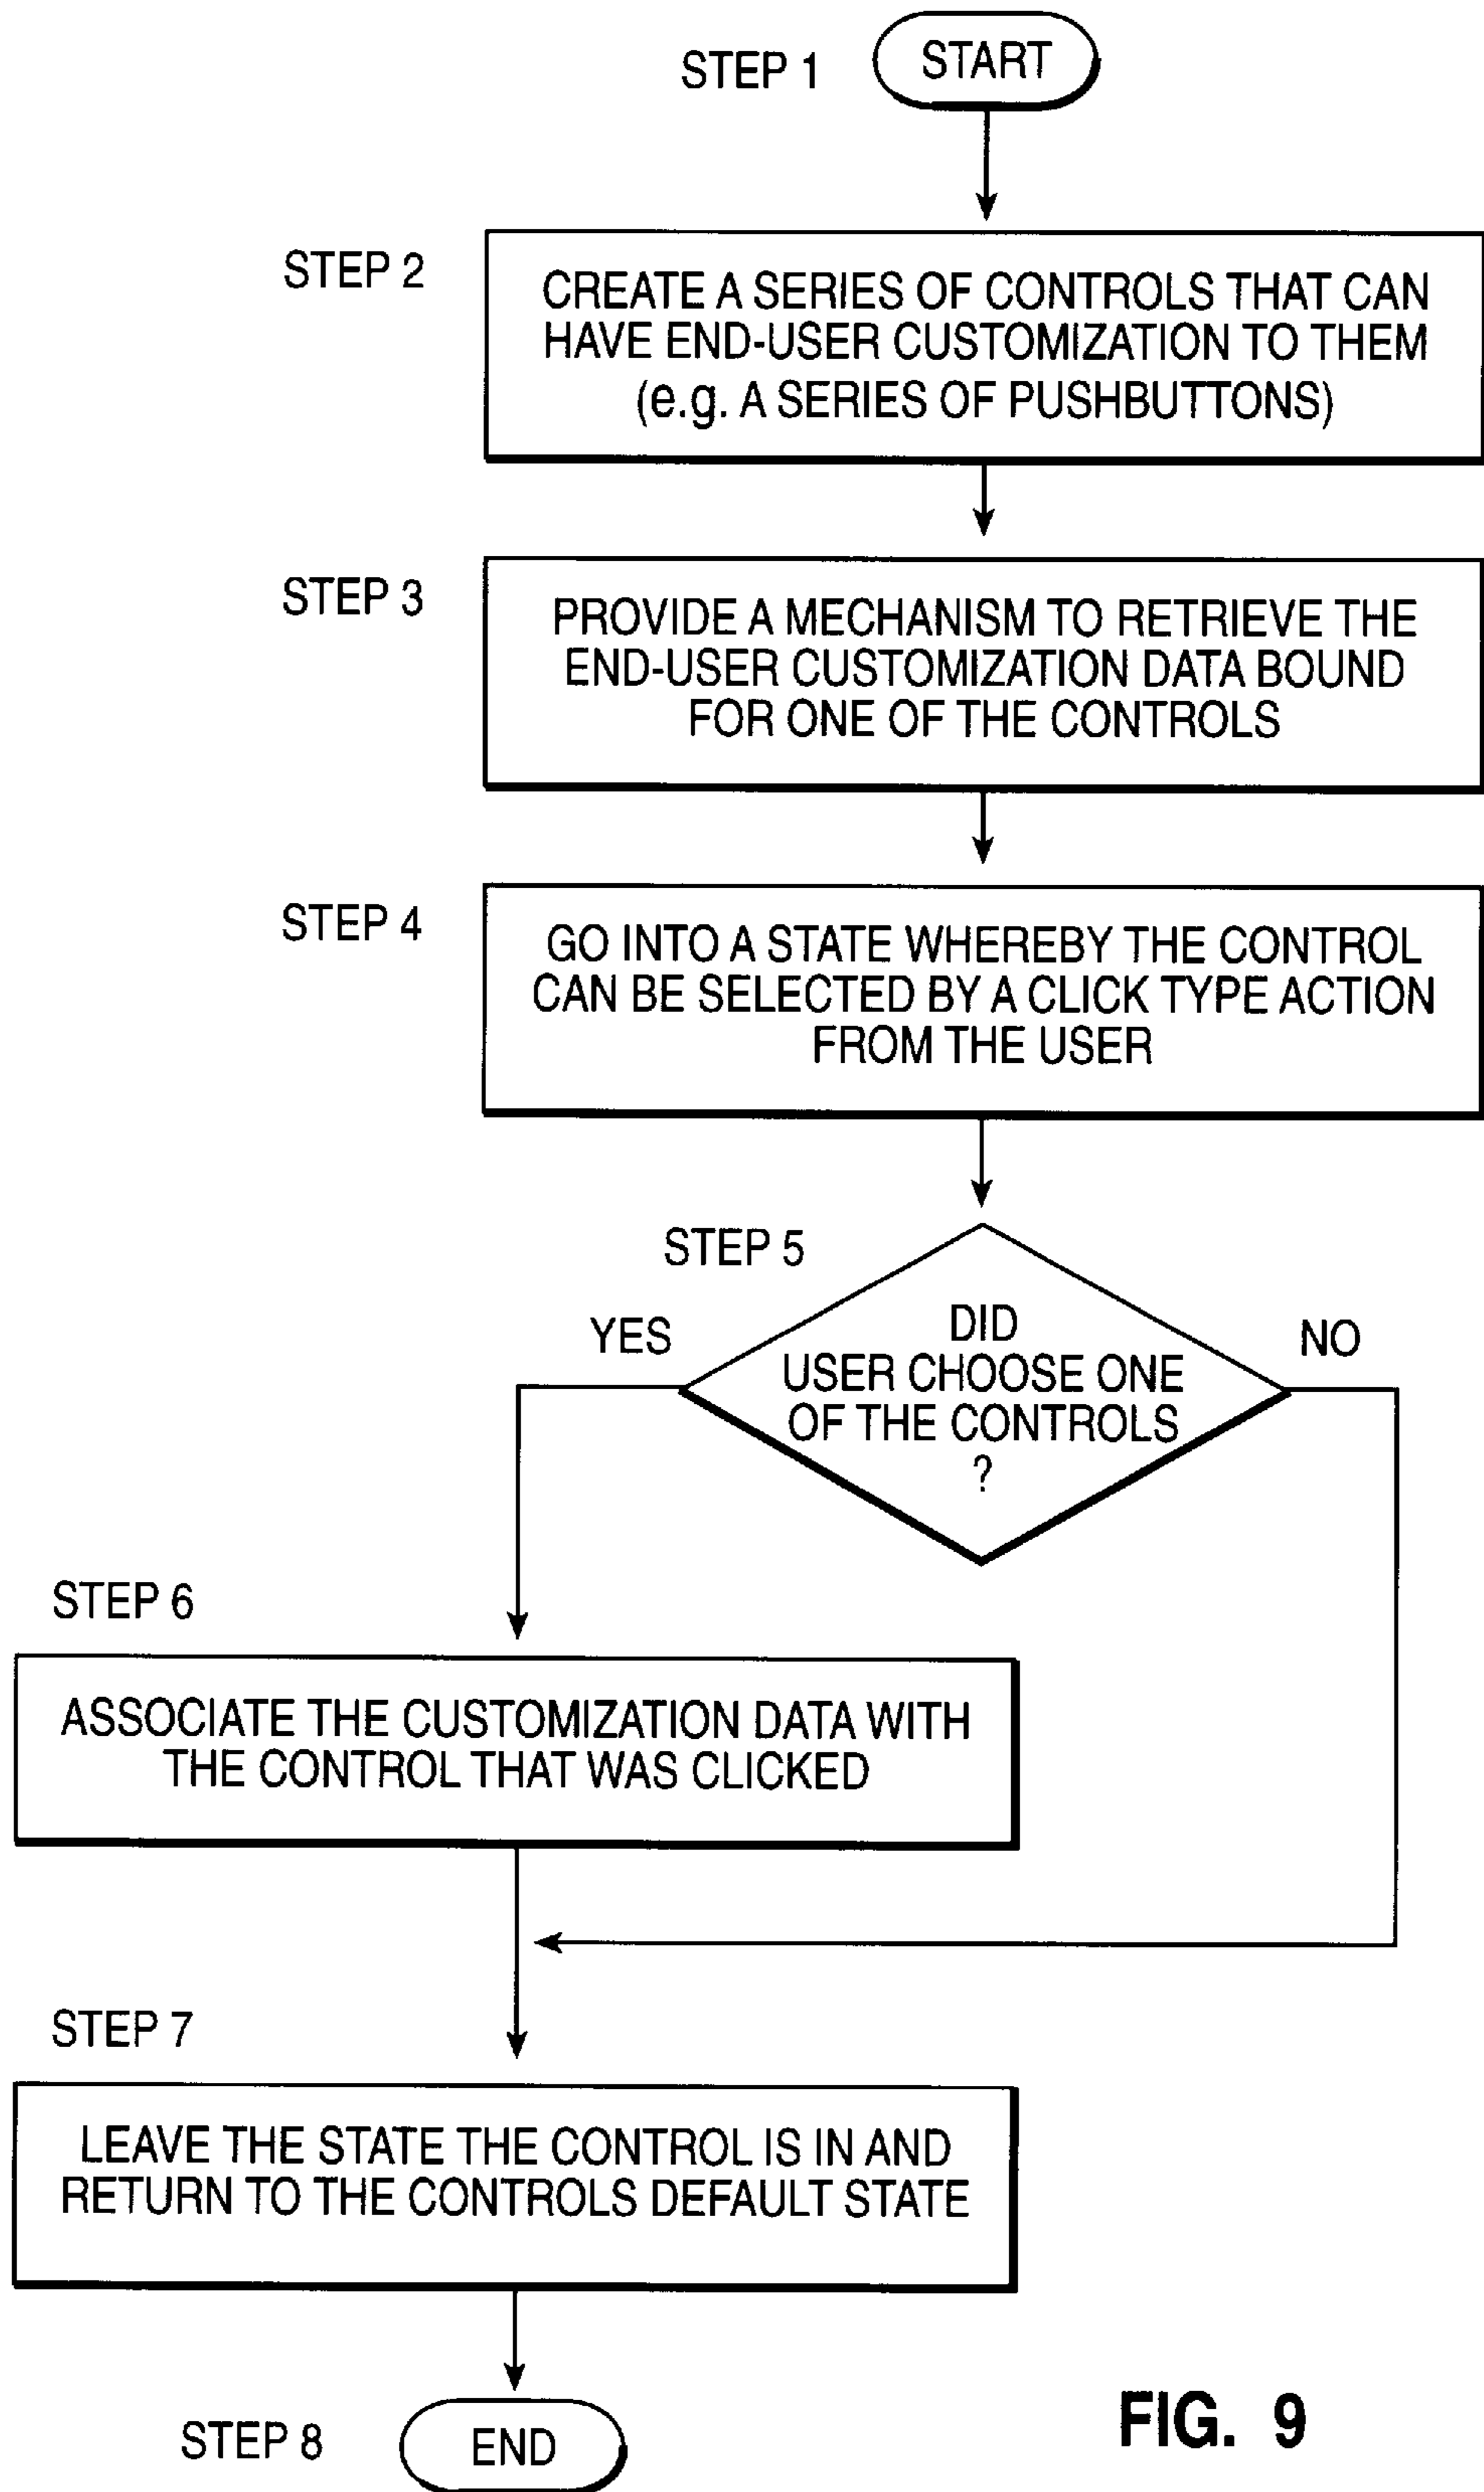 STEP 1
START
STEP 2
CREATE A SERIES OF CONTROLS THAT CAN
HAVE END-USER CUSTOMIZATION TO THEM
(e.g. A SERIES OF PUSHBUTTONS)
STEP 3
PROVIDE A MECHANISM TO RETRIEVE THE
END-USER CUSTOMIZATION DATA BOUND
FOR ONE OF THE CONTROLS
STEP 4
GO INTO A STATE WHEREBY THE CONTROL
CAN BE SELECTED BY A CLICK TYPE ACTION
FROM THE USER
STEP 5
YES
DID
USER CHOOSE ONE
OF THE CONTROLS
?
NO
STEP 6
ASSOCIATE THE CUSTOMIZATION DATA WITH
THE CONTROL THAT WAS CLICKED
STEP 7
LEAVE THE STATE THE CONTROL IS IN AND
RETURN TO THE CONTROLS DEFAULT STATE
STEP 8
END
FIG. 9